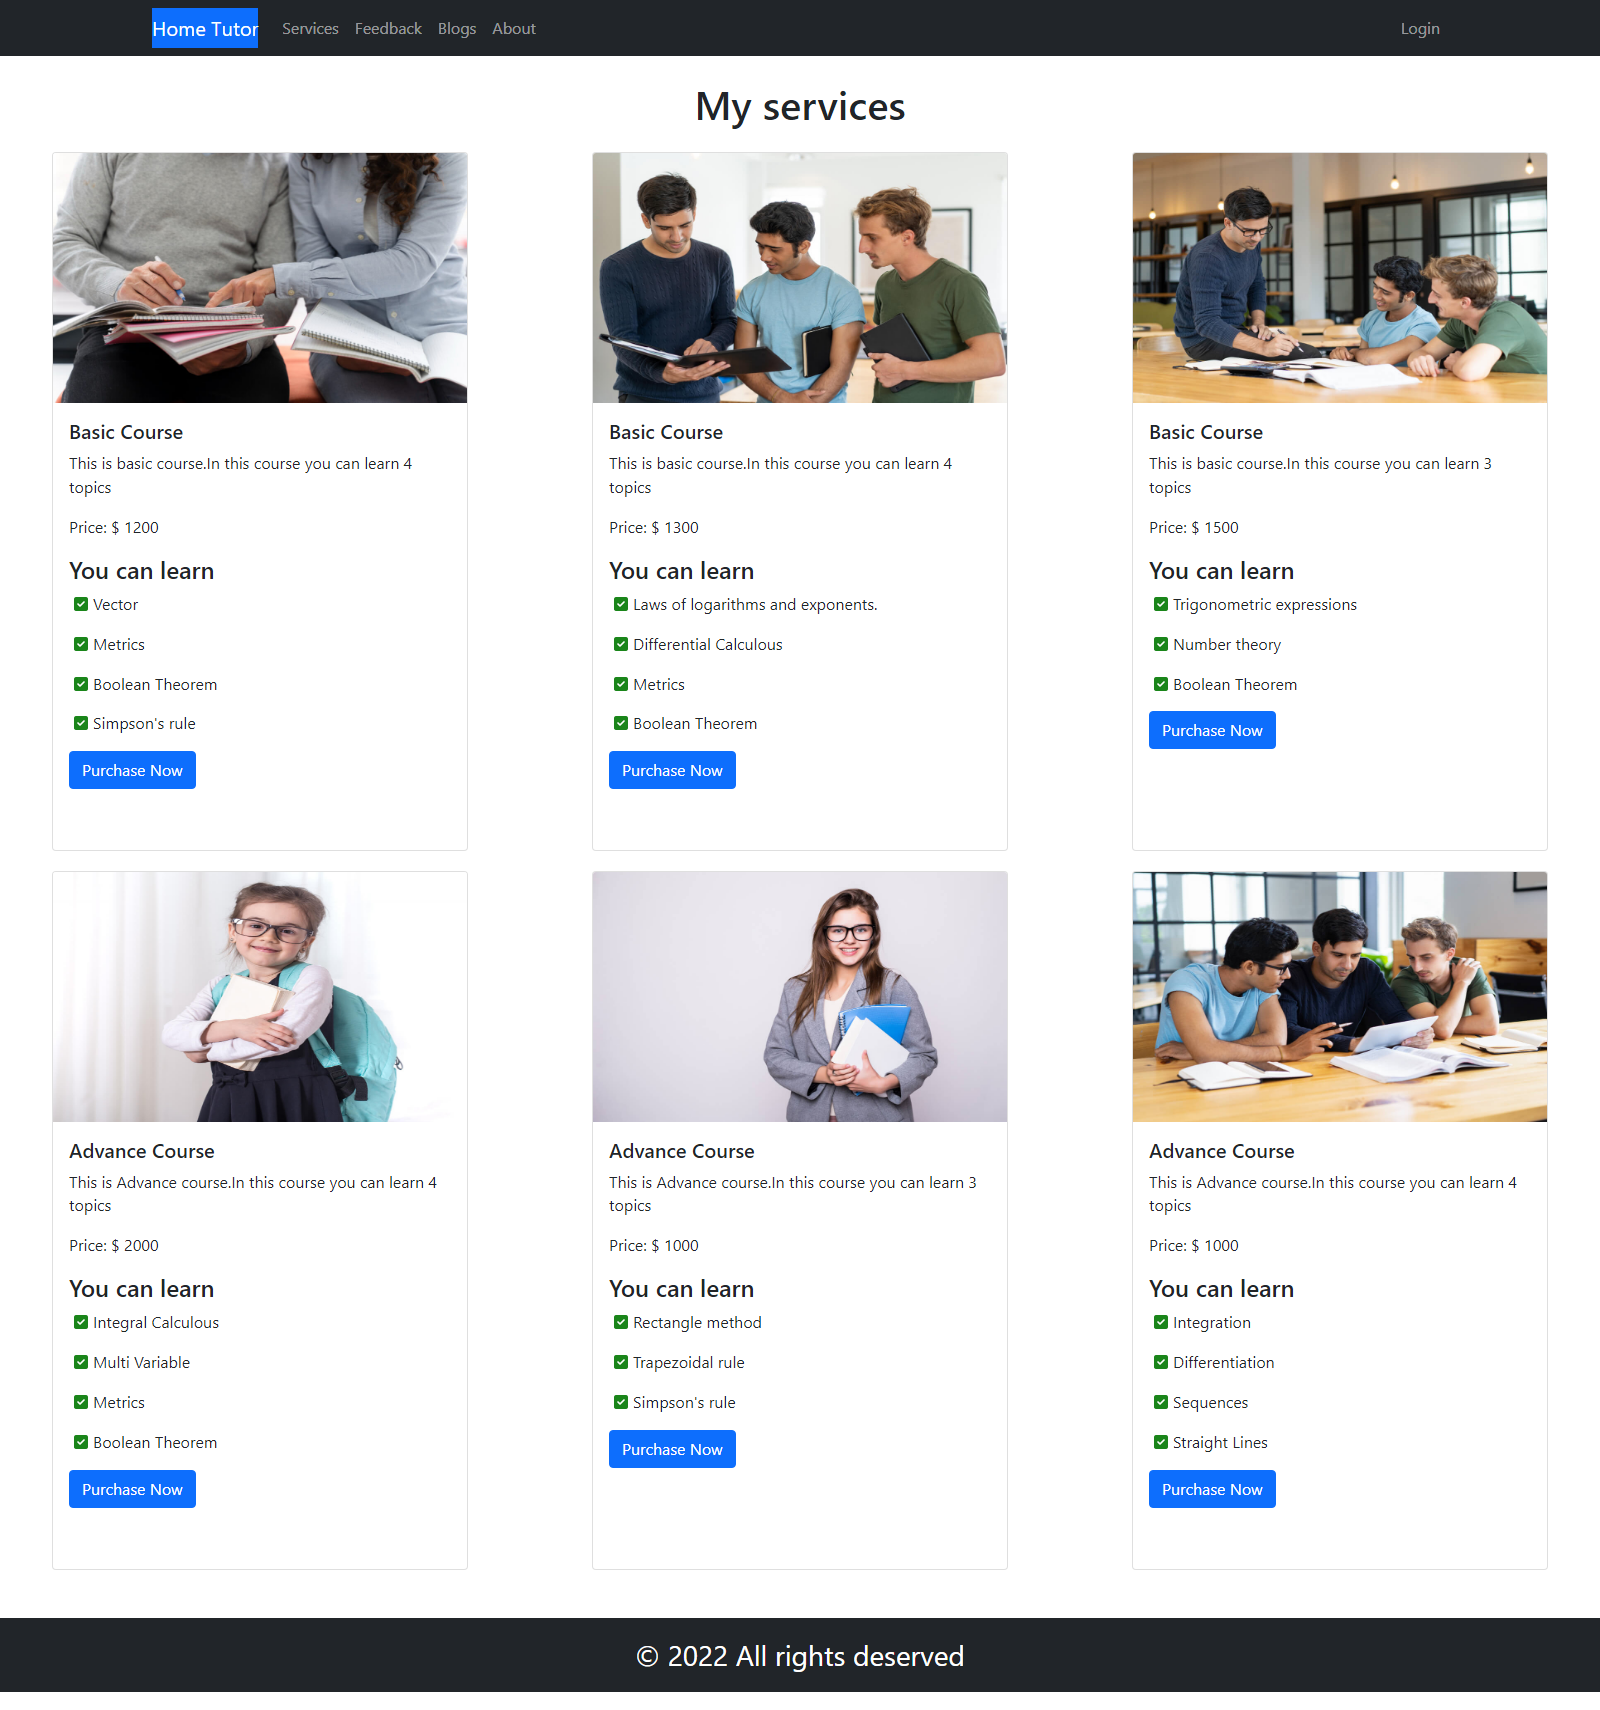 Home Tutor Services Feedback Blogs About Login
My services
Basic Course
This is basic course.In this course you can learn 4
topics
Price: $ 1200
You can learn
Vector
Metrics
Boolean Theorem
Simpson's rule
Purchase Now
Basic Course
This is basic course.In this course you can learn 4
topics
Price: $ 1300
You can learn
Laws of logarithms and exponents.
Differential Calculous
Metrics
Boolean Theorem
Purchase Now
Basic Course
This is basic course.In this course you can learn 3
topics
Price: $ 1500
You can learn
Trigonometric expressions
Number theory
Boolean Theorem
Purchase Now
Advance Course
This is Advance course.In this course you can learn 4
topics
Price: $ 2000
You can learn
Integral Calculous
Multi Variable
Metrics
Boolean Theorem
Purchase Now
Advance Course
This is Advance course.In this course you can learn 3
topics
Price: $ 1000
You can learn
Rectangle method
Trapezoidal rule
Simpson's rule
Purchase Now
Advance Course
This is Advance course.In this course you can learn 4
topics
Price: $ 1000
You can learn
Integration
Differentiation
Sequences
Straight Lines
Purchase Now
© 2022 All rights deserved